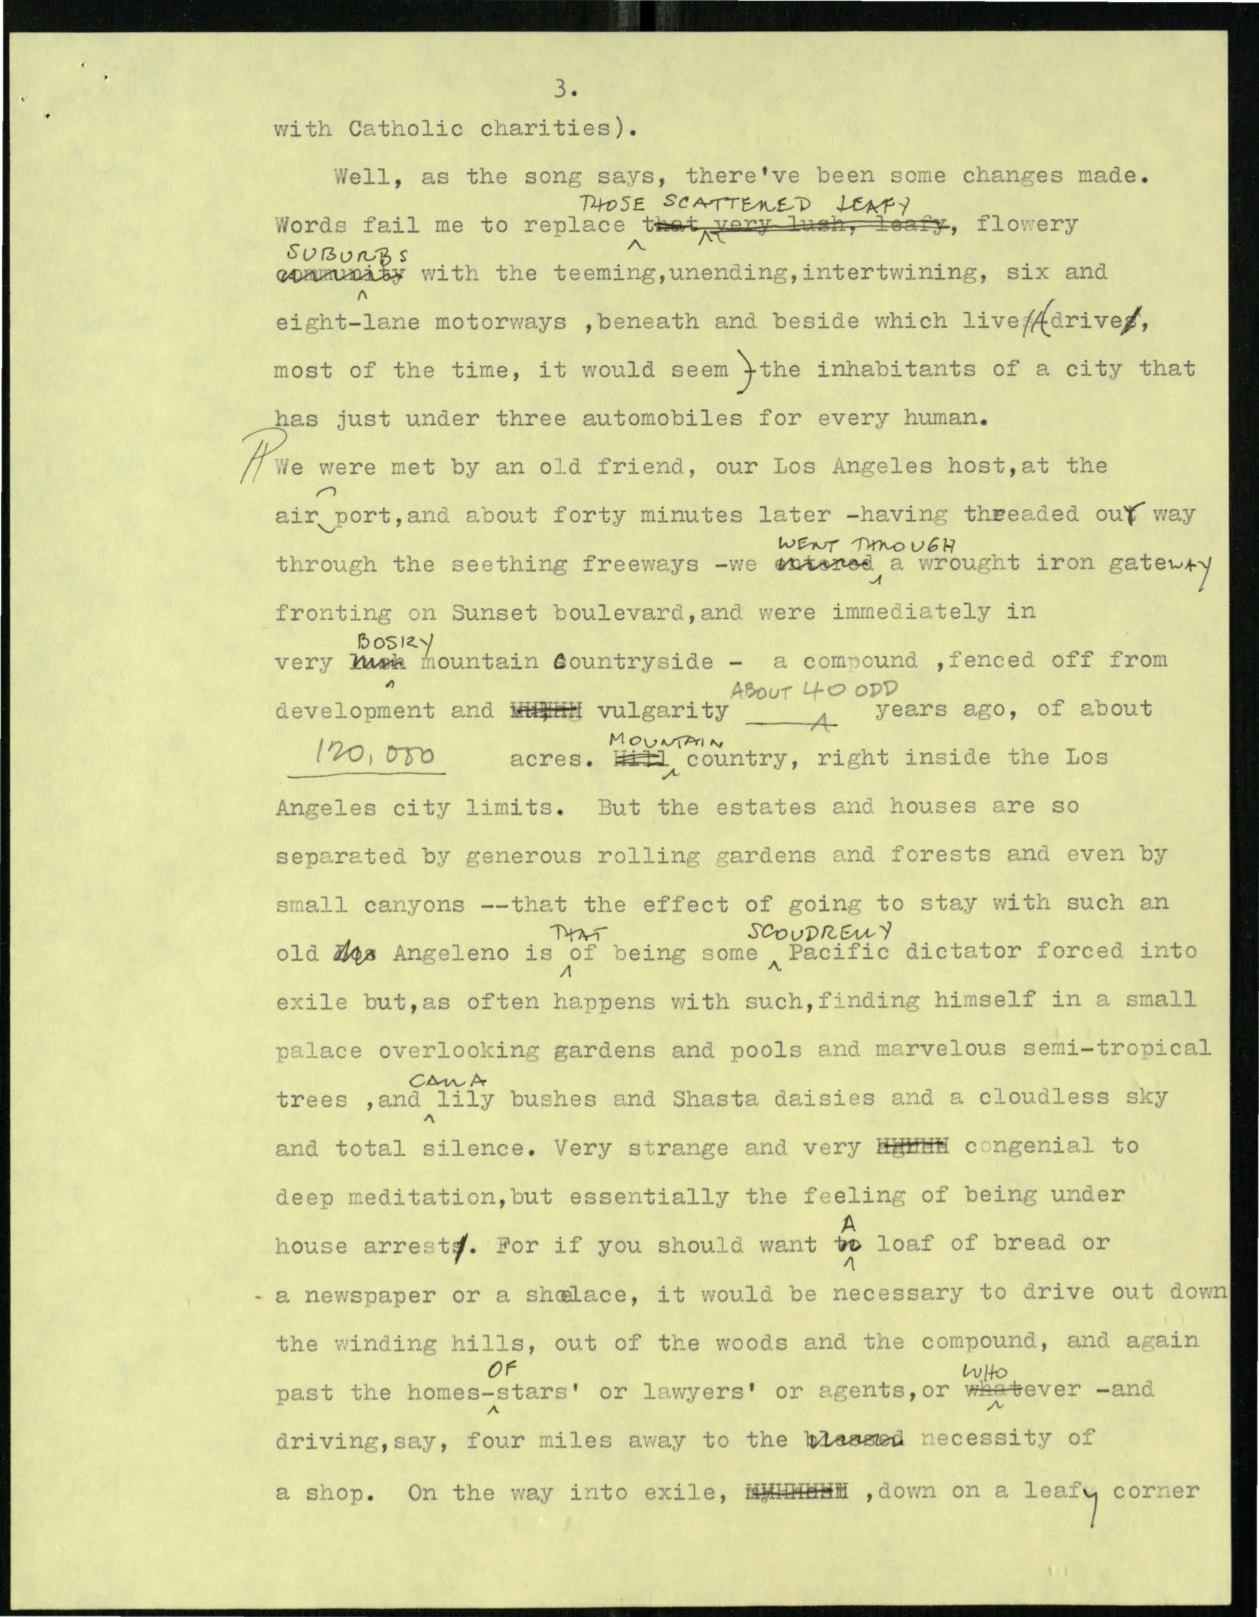 3.
with Catholic charities).
Well, as the song says, there've been some changes made.
THOSE SCATTERED LEAFY
Words fail me to replace that very lush, leafy, flowery
SUBURBS
community with the teeming,unending,intertwining, six and
eight-lane motorways ,beneath and beside which live (drive,
most of the time, it would seem ) the inhabitants of a city that
has just under three automobiles for every human.
We were met by an old friend, our Los Angeles host,at the
air port,and about forty minutes later -having threaded our way
WENT THROUGH
through the seething freeways -we entered a wrought iron gateWAY
fronting on Sunset boulevard,and were immediately in
BOSKY
very mountain countryside - a compound ,fenced off from
ABOUT 40 ODD
development and vulgarity years ago, of about
MOUNTAIN
120,000 acres. Hill country, right inside the Los
Angeles city limits. But the estates and houses are so
separated by generous rolling gardens and forests and even by
small canyons --that the effect of going to stay with such an
THAT SCOUDRELLY
old Los Angeleno is of being some Pacific dictator forced into
exile but,as often happens with such,finding himself in a small
palace overlooking gardens and pools and marvelous semi-tropical
CANA
trees ,and lily bushes and Shasta daisies and a cloudless sky
and total silence. Very strange and very congenial to
deep meditation,but essentially the feeling of being under
A
house arrest. For if you should want to loaf of bread or
a newspaper or a shoelace, it would be necessary to drive out down
the winding hills, out of the woods and the compound, and again
OF WHO
past the homes-stars' or lawyers' or agents,or whatever -and
driving,say, four miles away to the blessed necessity of
a shop. On the way into exile, ,down on a leafy corner